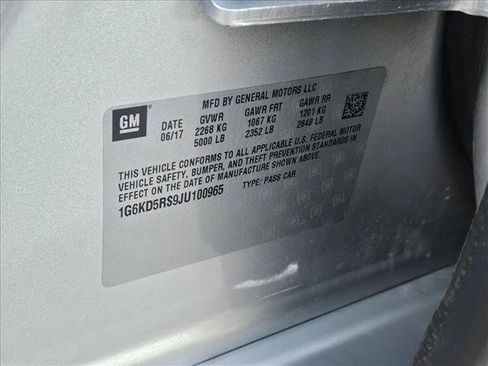 GM
MFD BY GENERAL MOTORS LLC
DATE GVWR GAWR FRT GAWR RR
06/17 2268 KG 1067 KG 1201 KG
5000 LB 2352 LB 2648 LB
THIS VEHICLE CONFORMS TO ALL APPLICABLE U.S. FEDERAL MOTOR
VEHICLE SAFETY, BUMPER, AND THEFT PREVENTION STANDARDS IN
EFFECT ON THE DATE OF MANUFACTURE SHOWN ABOVE.
1G6KD5RS9JU100965 TYPE: PASS CAR